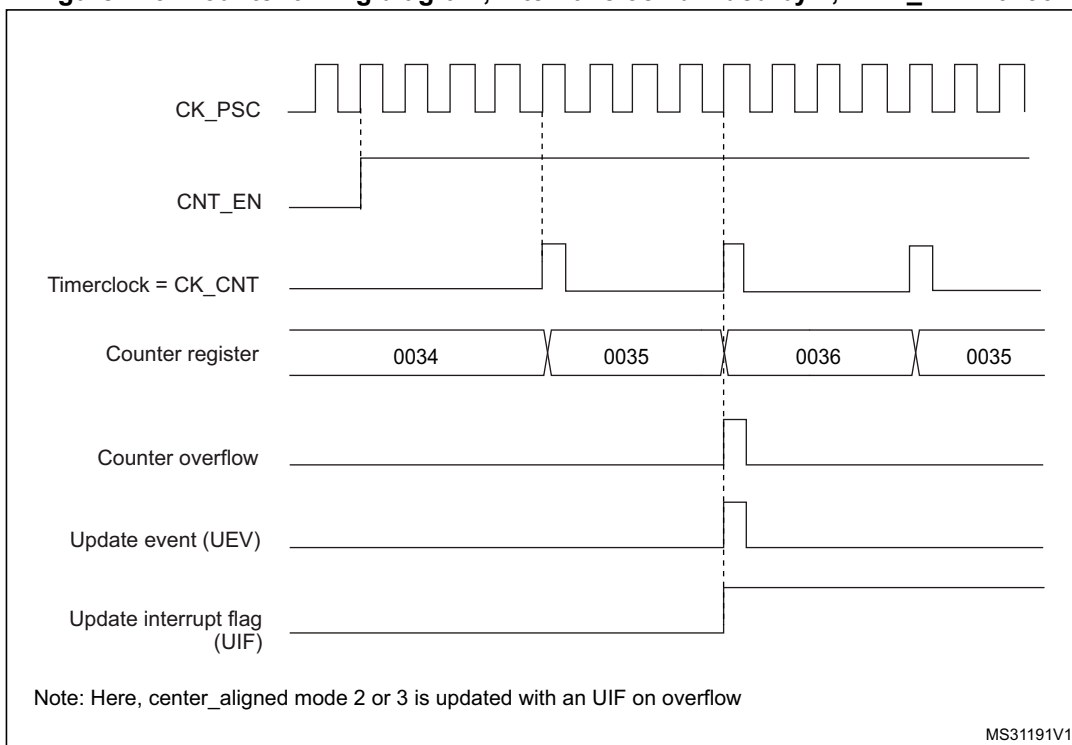 CK_PSC
CNT_EN
Timerclock = CK_CNT
Counter register
0034
0035
0036
0035
Counter overflow
Update event (UEV)
Update interrupt flag
(UIF)
Note: Here, center_aligned mode 2 or 3 is updated with an UIF on overflow
MS31191V1